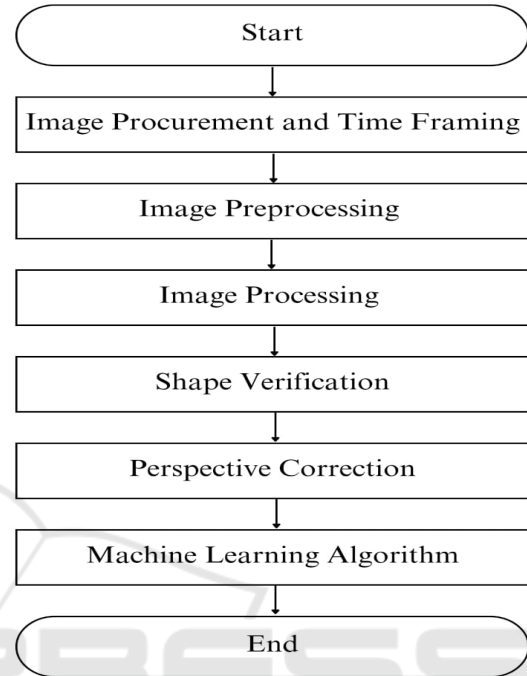 Start
Image Procurement and Time Framing
Image Preprocessing
Image Processing
Shape Verification
Perspective Correction
Machine Learning Algorithm
End